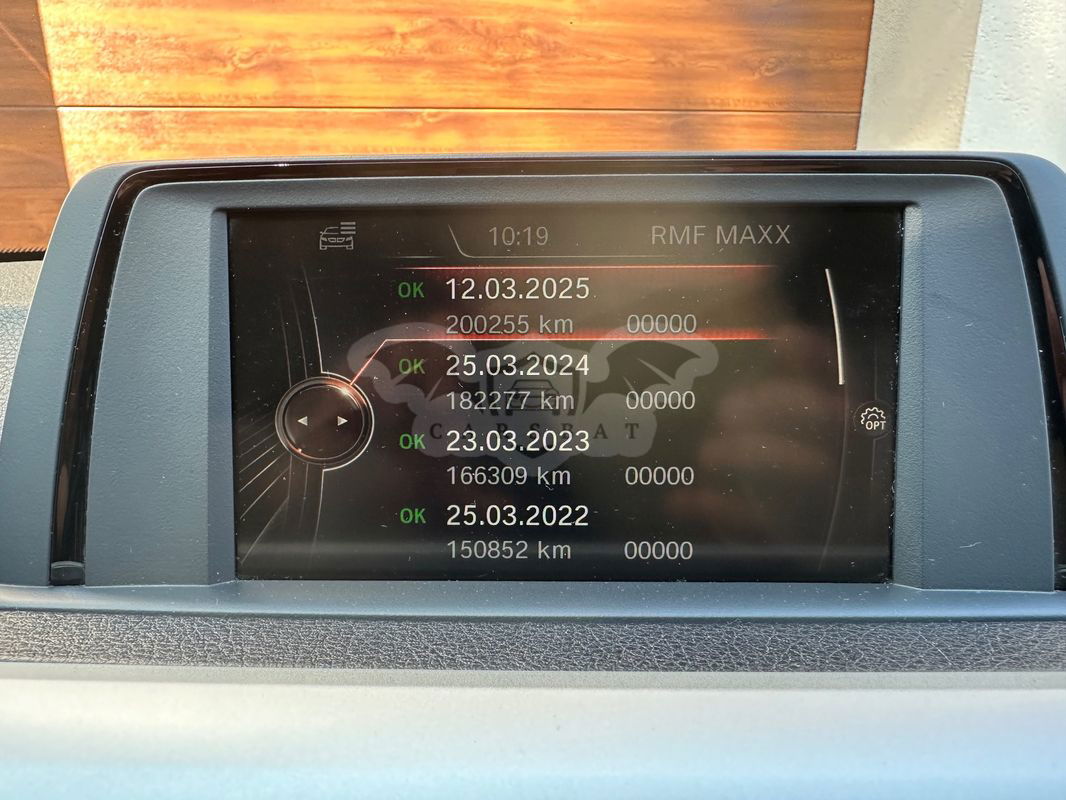 10:19 RMF MAXX
OK 12.03.2025
200255 km 00000
OK 25.03.2024
182277 km 00000
CARSBAT
OK 23.03.2023
166309 km 00000
OPT
OK 25.03.2022
150852 km 00000